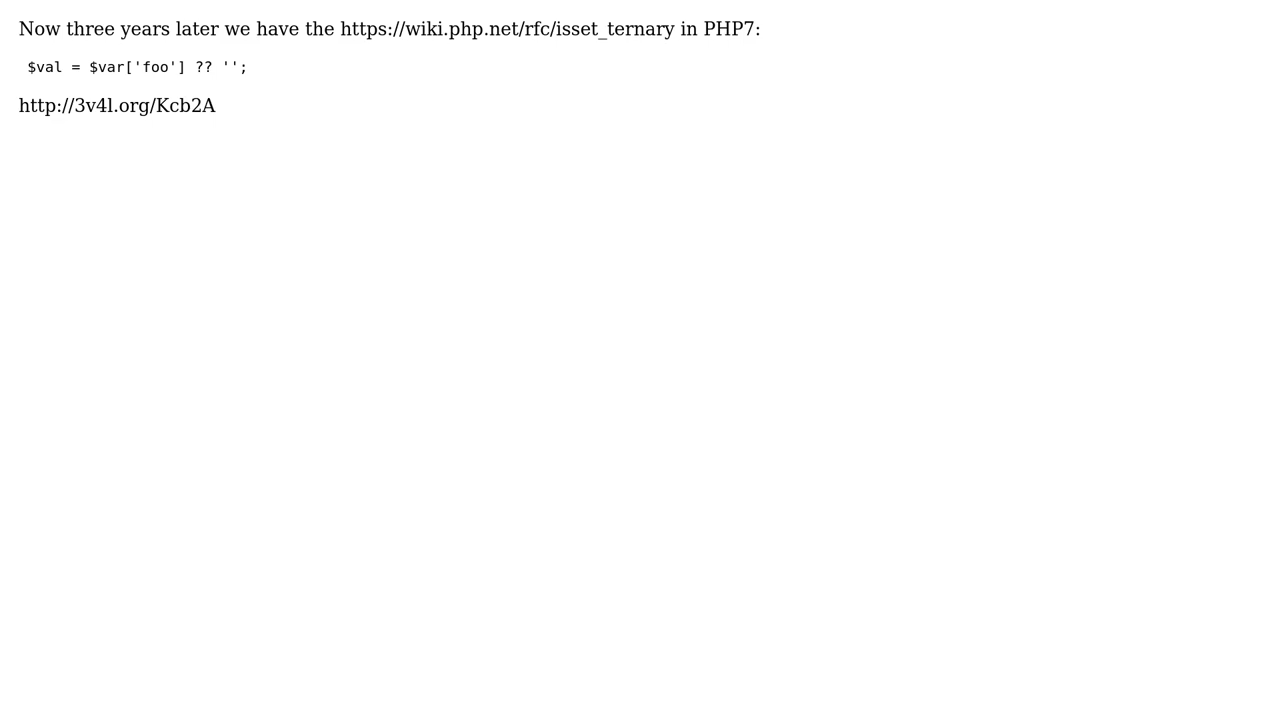 Now three years later we have the https://wiki.php.net/rfc/isset_ternary in PHP7:
$val = $var['foo'] ?? '';
http://3v4l.org/Kcb2A